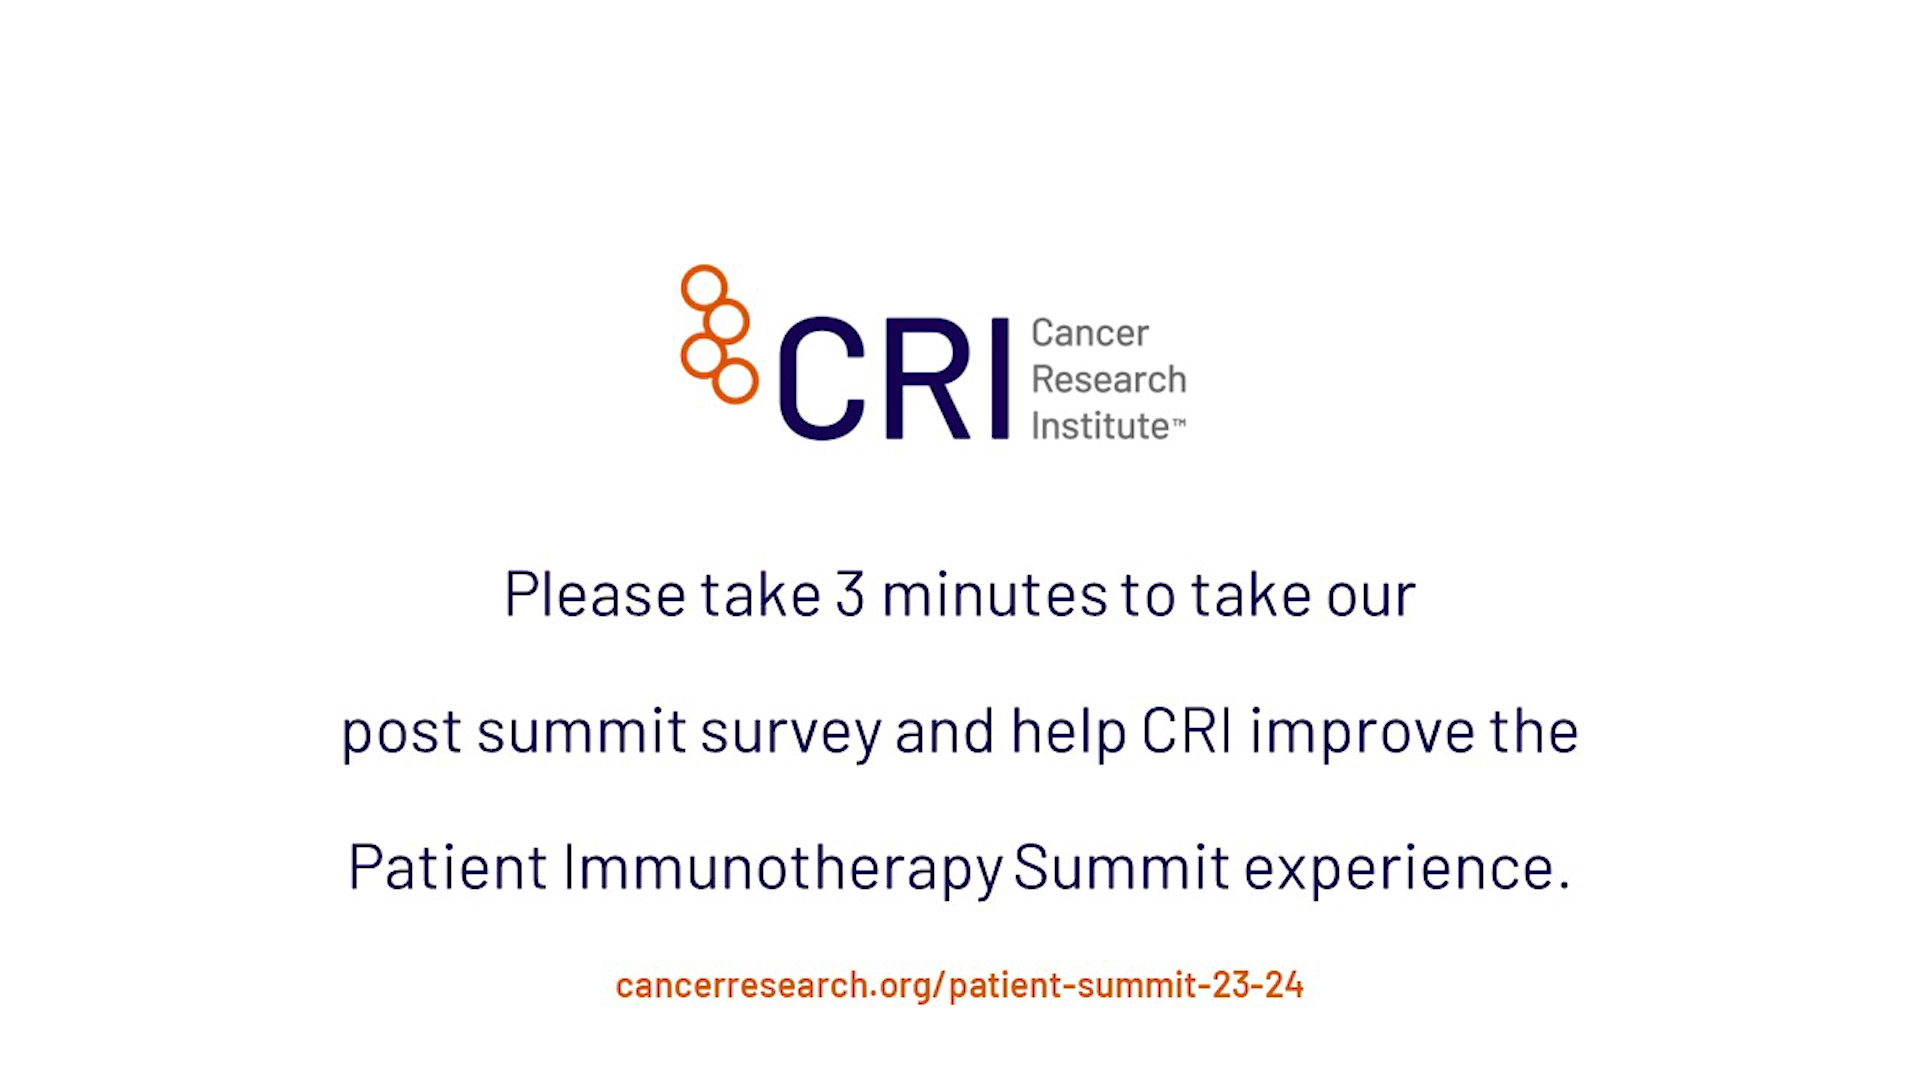 CRI
Cancer
Research
Institute™
Please take 3 minutes to take our
post summit survey and help CRI improve the
Patient Immunotherapy Summit experience.
cancerresearch.org/patient-summit-23-24